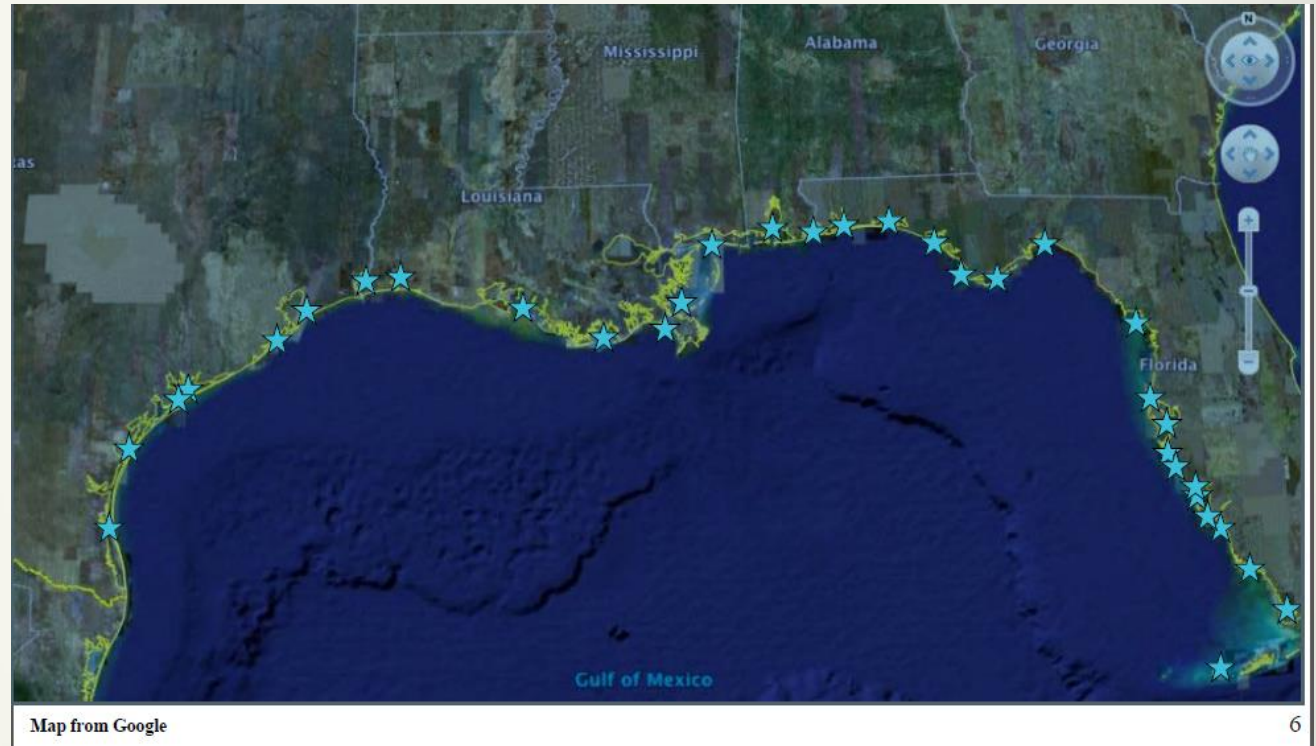 Mississippi
Alabama
Georgia
N
as
Louisiana
Florida
Gulf of Mexico
Map from Google
6